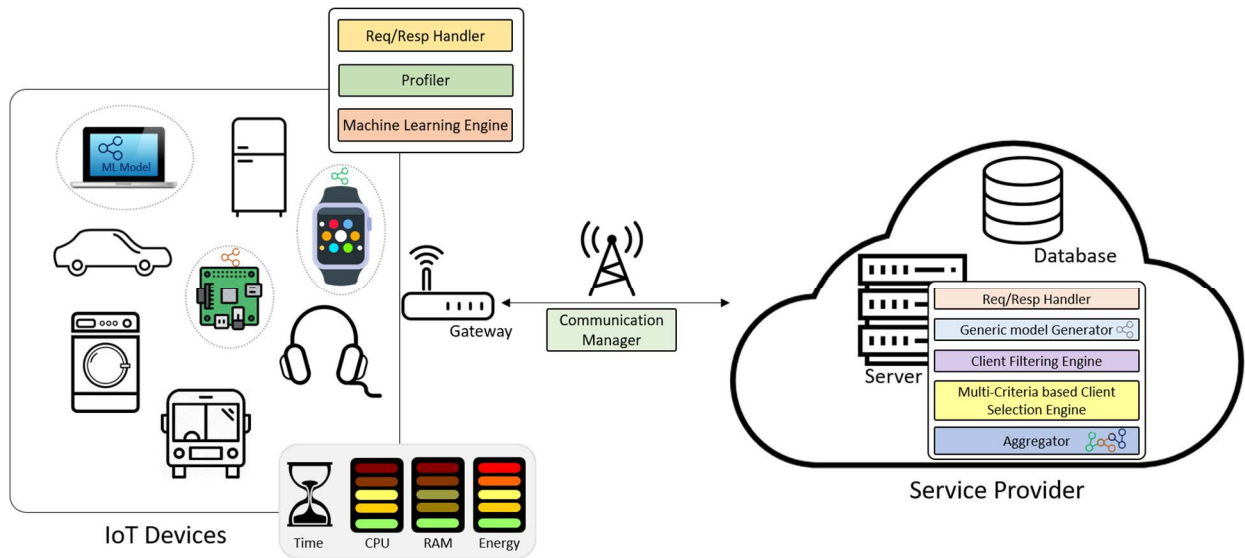 Req/Resp Handler
Profiler
Machine Learning Engine
ML Model
Gateway
Communication
Manager
IoT Devices
Time
CPU
RAM
Energy
Database
Server
Req/Resp Handler
Generic model Generator
Client Filtering Engine
Multi-Criteria based Client
Selection Engine
Aggregator
Service Provider